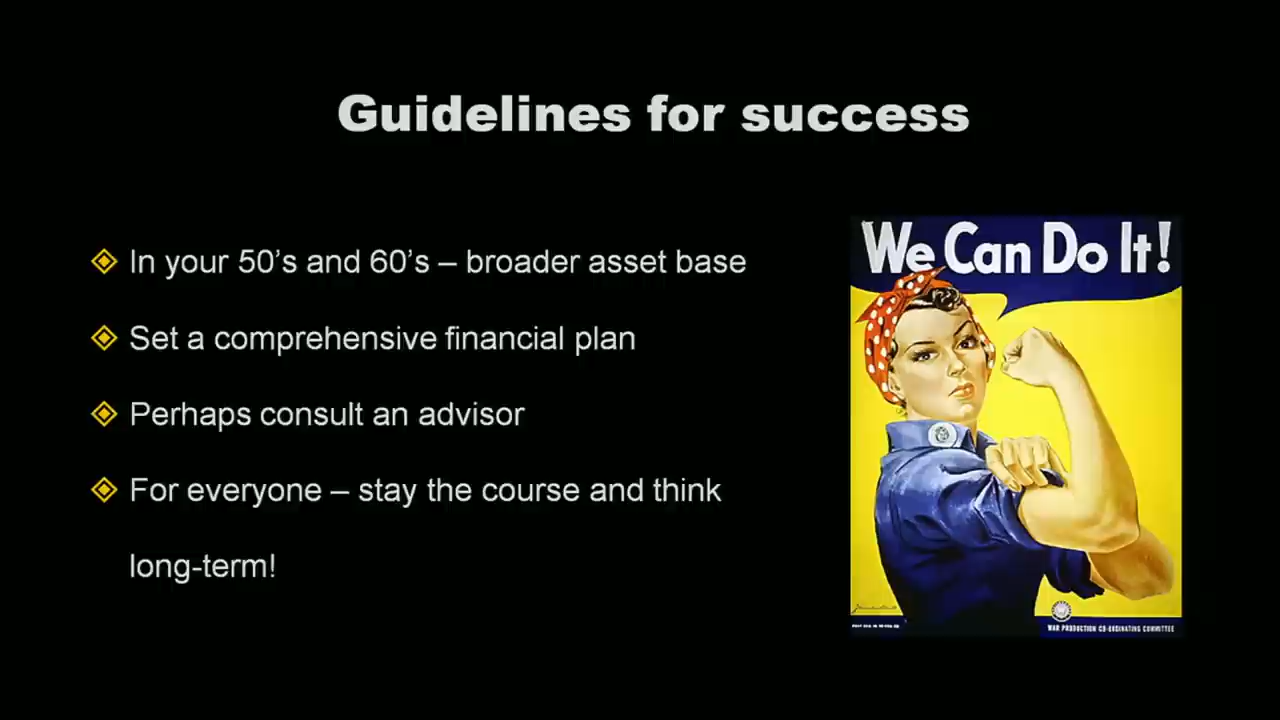 Guidelines for success
In your 50's and 60's – broader asset base
Set a comprehensive financial plan
Perhaps consult an advisor
For everyone – stay the course and think
long-term!
We Can Do It!
WAR PRODUCTION CO-ORDINATING COMMITTEE